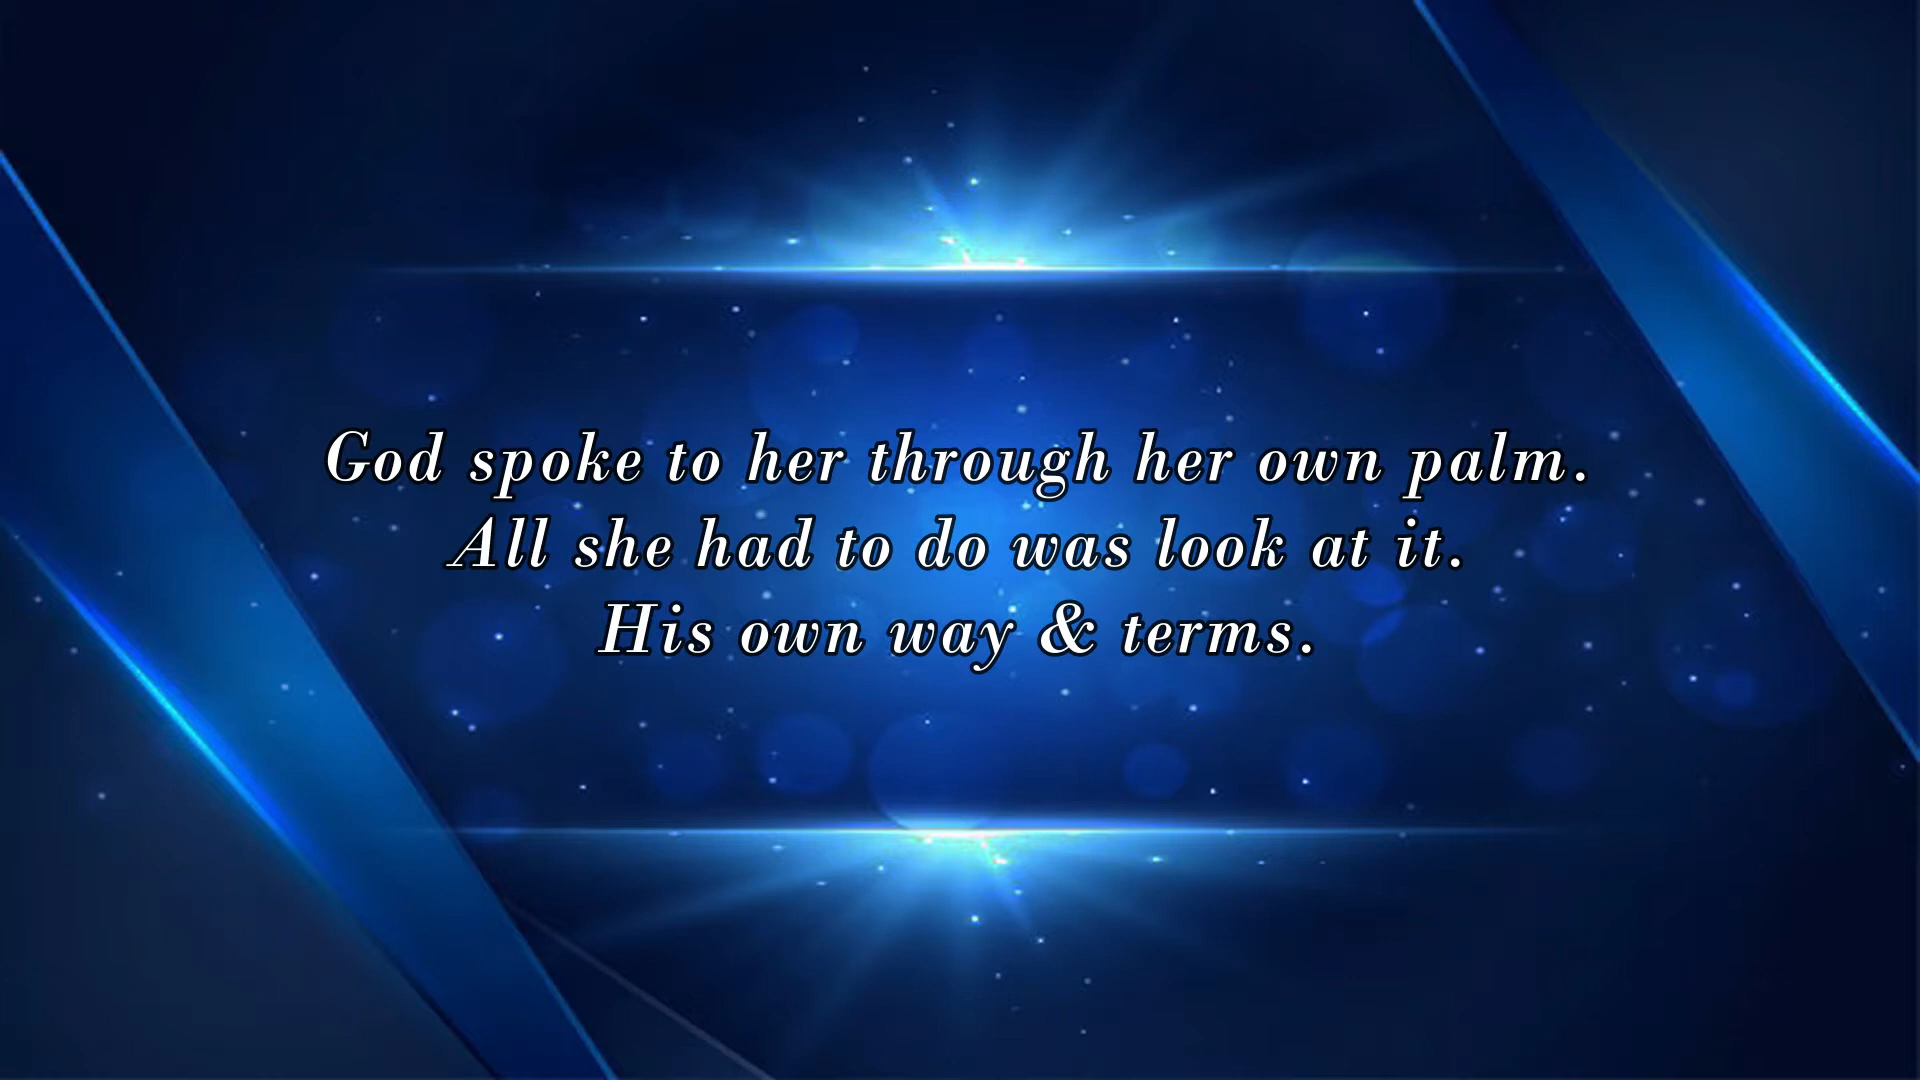 God spoke to her through her own palm.
All she had to do was look at it.
His own way & terms.